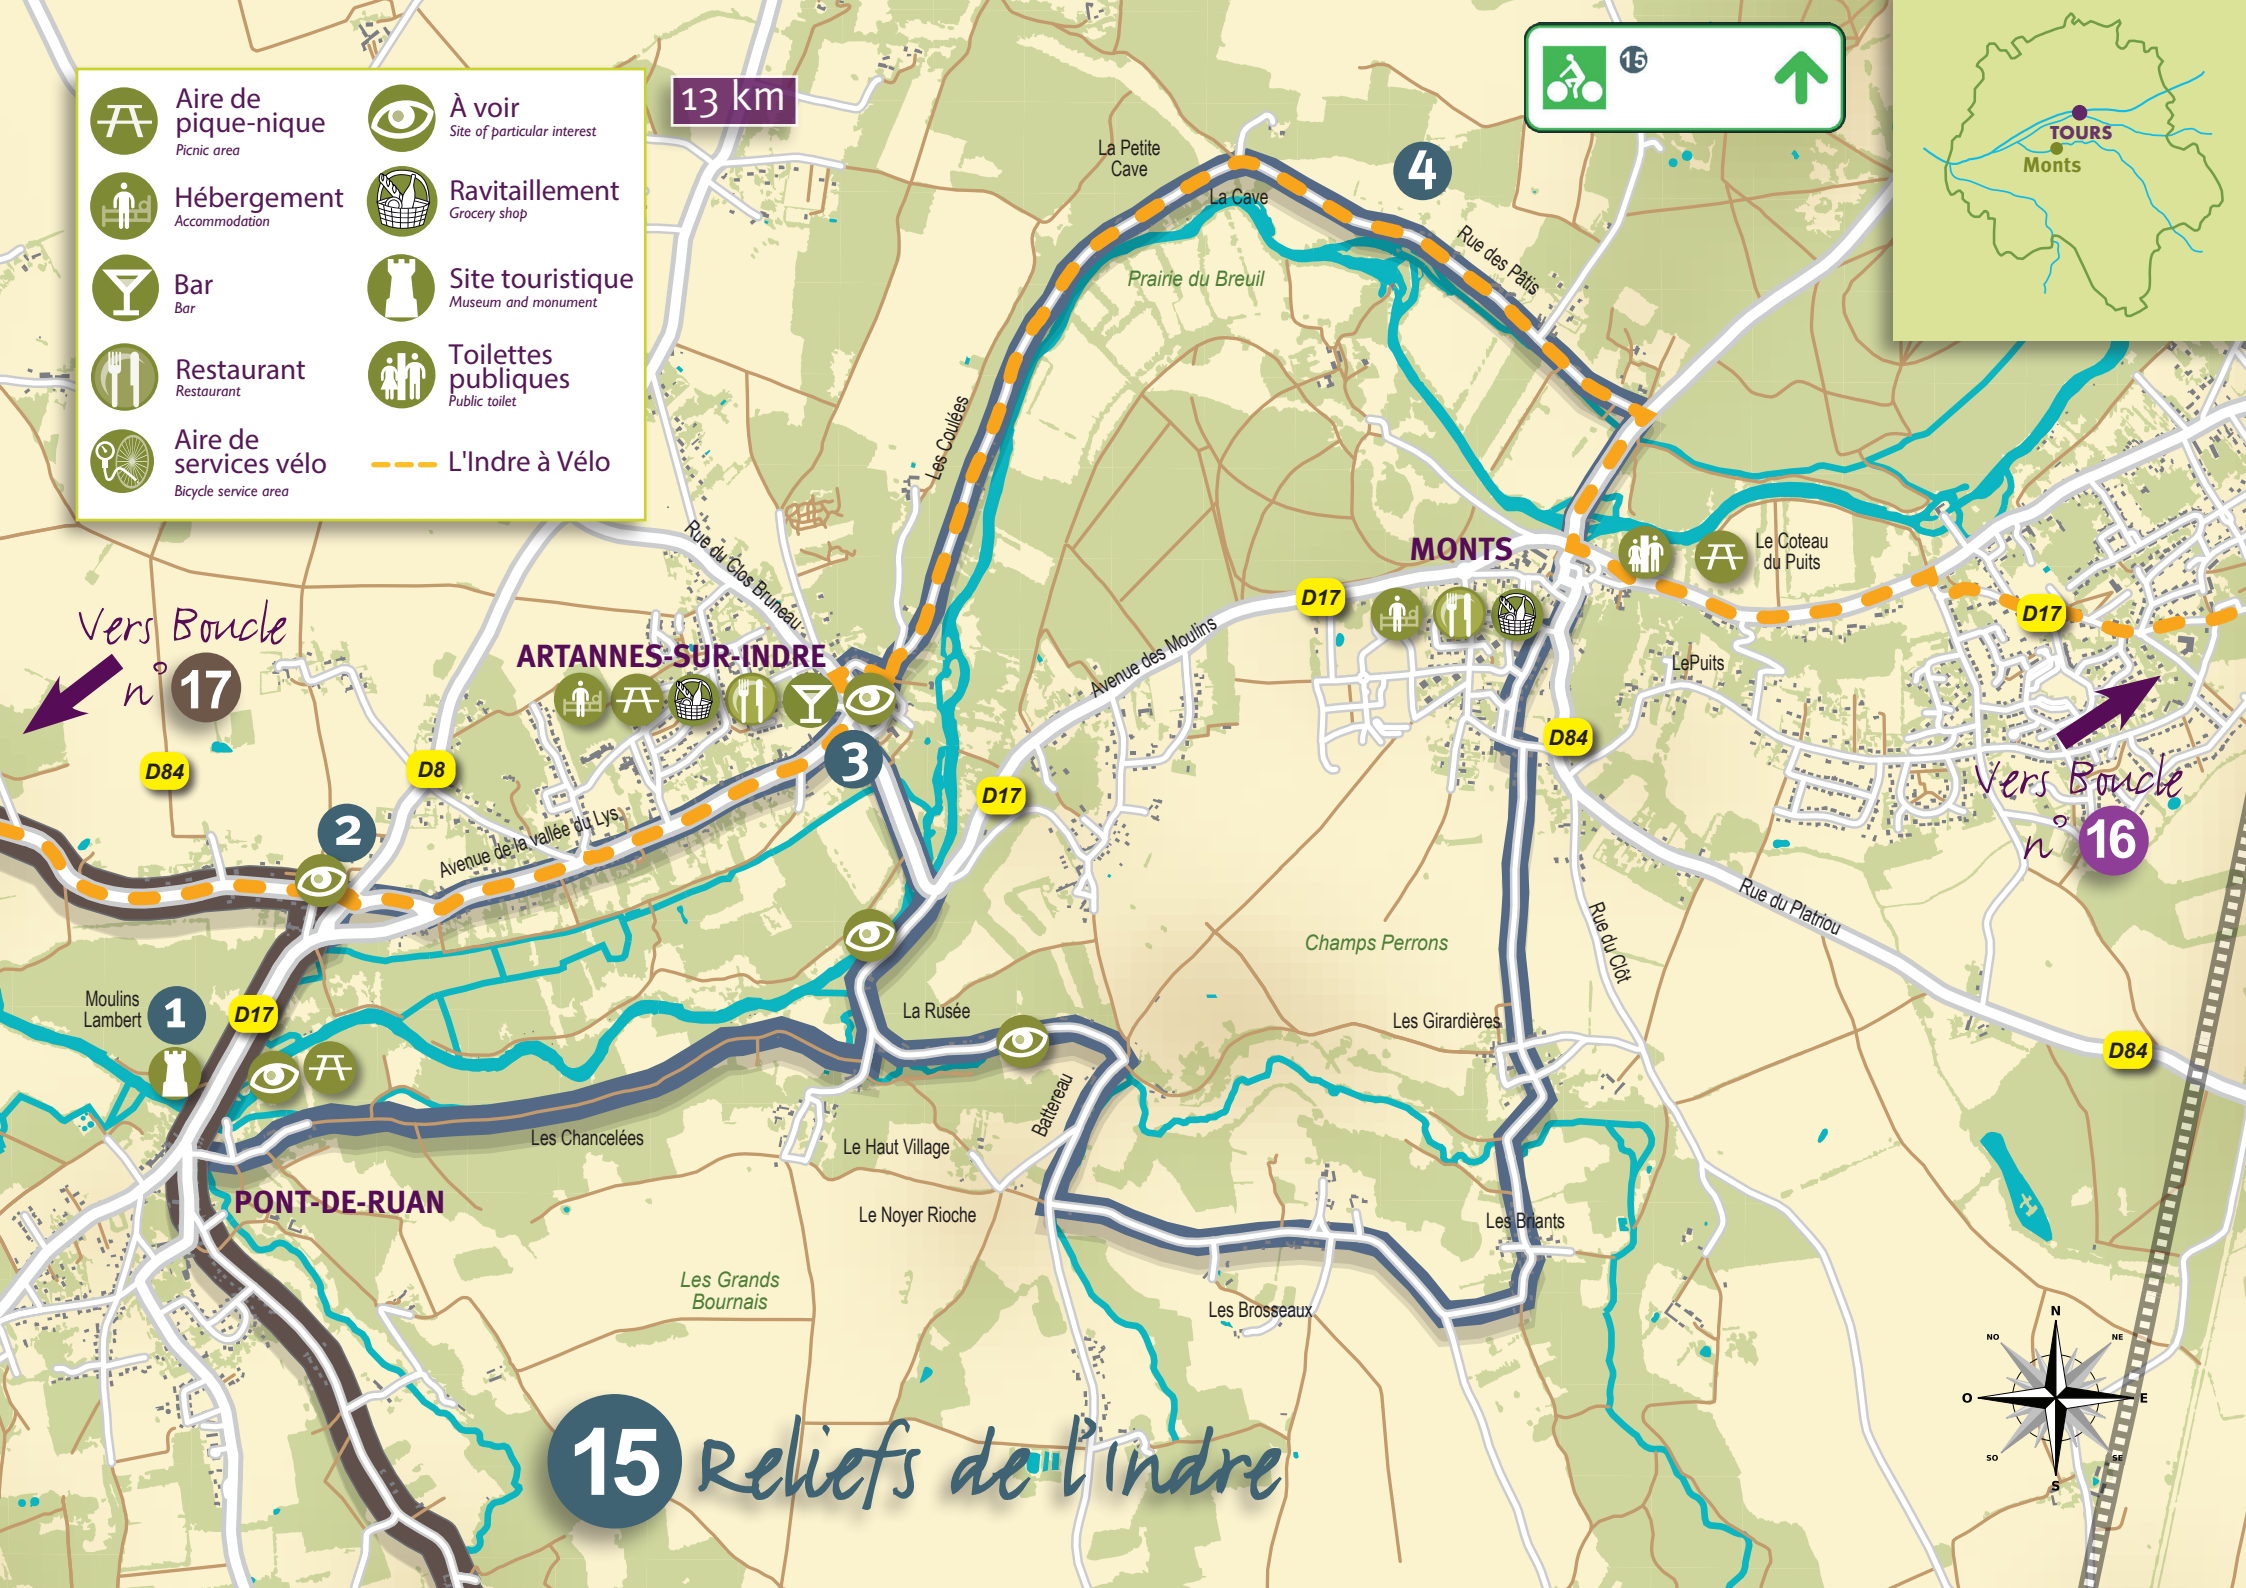 Aire de
pique-nique
Picnic area
Hébergement
Accommodation
Bar
Bar
Restaurant
Restaurant
Aire de
services vélo
Bicycle service area
À voir
Site of particular interest
Ravitaillement
Grocery shop
Site touristique
Museum and monument
Toilettes
publiques
Public toilet
L'Indre à Vélo
13 km
15
TOURS
Monts
La Petite
Cave
La Cave
4
Rue des Pâtis
Prairie du Breuil
Les Coulées
Rue du Clos Bruneau
MONTS
Le Coteau
du Puits
D17
D17
Vers Boucle
n° 17
ARTANNES-SUR-INDRE
Avenue des Moulins
LePuits
D84
D8
3
D17
D84
Vers Boucle
n° 16
2
Avenue de la vallée du Lys
Rue du Platriou
Rue du Clôt
Champs Perrons
Moulins
Lambert
1
D17
La Rusée
Les Girardières
D84
Battereau
Les Chancelées
Le Haut Village
PONT-DE-RUAN
Le Noyer Rioche
Les Briants
Les Grands
Bournais
Les Brosseaux
N
NO
NE
O
E
SO
SE
S
15 Reliefs de l'Indre